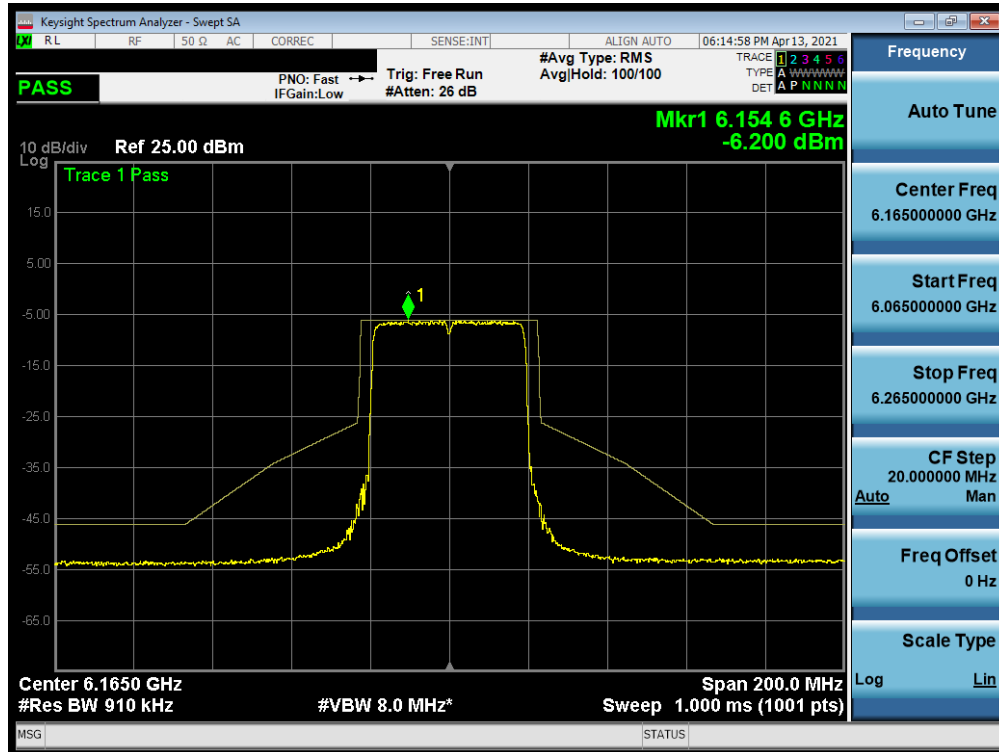 Keysight Spectrum Analyzer - Swept SA
LXI RL RF 50 Ω AC CORREC SENSE:INT ALIGN AUTO 06:14:58 PM Apr 13, 2021
PASS
PNO: Fast
IFGain:Low
Trig: Free Run
#Atten: 26 dB
#Avg Type: RMS
Avg|Hold: 100/100
TRACE 1 2 3 4 5 6
TYPE A WWWWW
DET A P N N N N
Mkr1 6.154 6 GHz
-6.200 dBm
10 dB/div Ref 25.00 dBm
Log
Trace 1 Pass
15.0
5.00
-5.00
-15.0
-25.0
-35.0
-45.0
-55.0
-65.0
1
Center 6.1650 GHz Span 200.0 MHz
#Res BW 910 kHz #VBW 8.0 MHz* Sweep 1.000 ms (1001 pts)
MSG STATUS
Frequency
Auto Tune
Center Freq
6.165000000 GHz
Start Freq
6.065000000 GHz
Stop Freq
6.265000000 GHz
CF Step
20.000000 MHz
Auto Man
Freq Offset
0 Hz
Scale Type
Log Lin